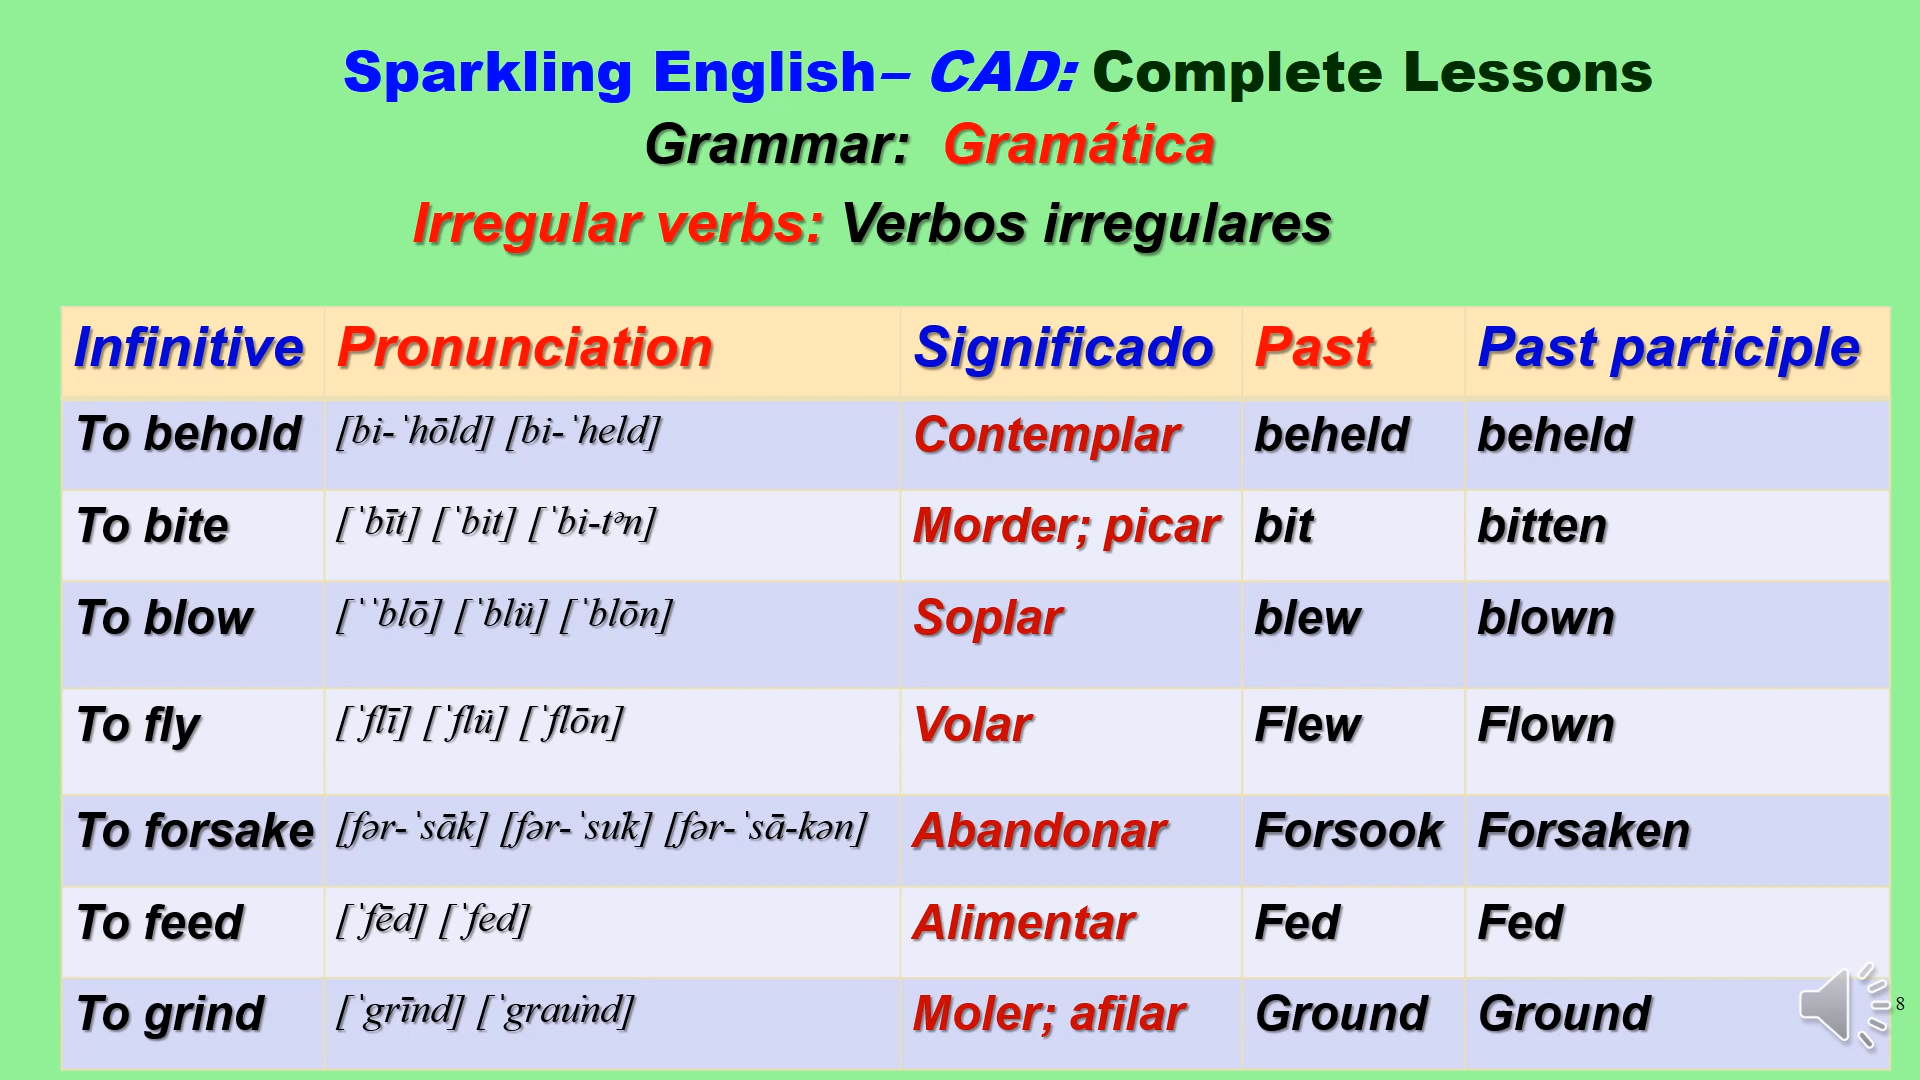 Sparkling English– CAD: Complete Lessons
Grammar: Gramática
Irregular verbs: Verbos irregulares
Infinitive Pronunciation Significado Past Past participle
To behold [bi-ˈhōld] [bi-ˈheld] Contemplar beheld beheld
To bite [ˈbīt] [ˈbit] [ˈbi-tᵊn] Morder; picar bit bitten
To blow [ˈˈblō] [ˈblü] [ˈblōn] Soplar blew blown
To fly [ˈflī] [ˈflü] [ˈflōn] Volar Flew Flown
To forsake [fər-ˈsāk] [fər-ˈsu̇k] [fər-ˈsā-kən] Abandonar Forsook Forsaken
To feed [ˈfēd] [ˈfed] Alimentar Fed Fed
To grind [ˈgrīnd] [ˈgrau̇nd] Moler; afilar Ground Ground
8